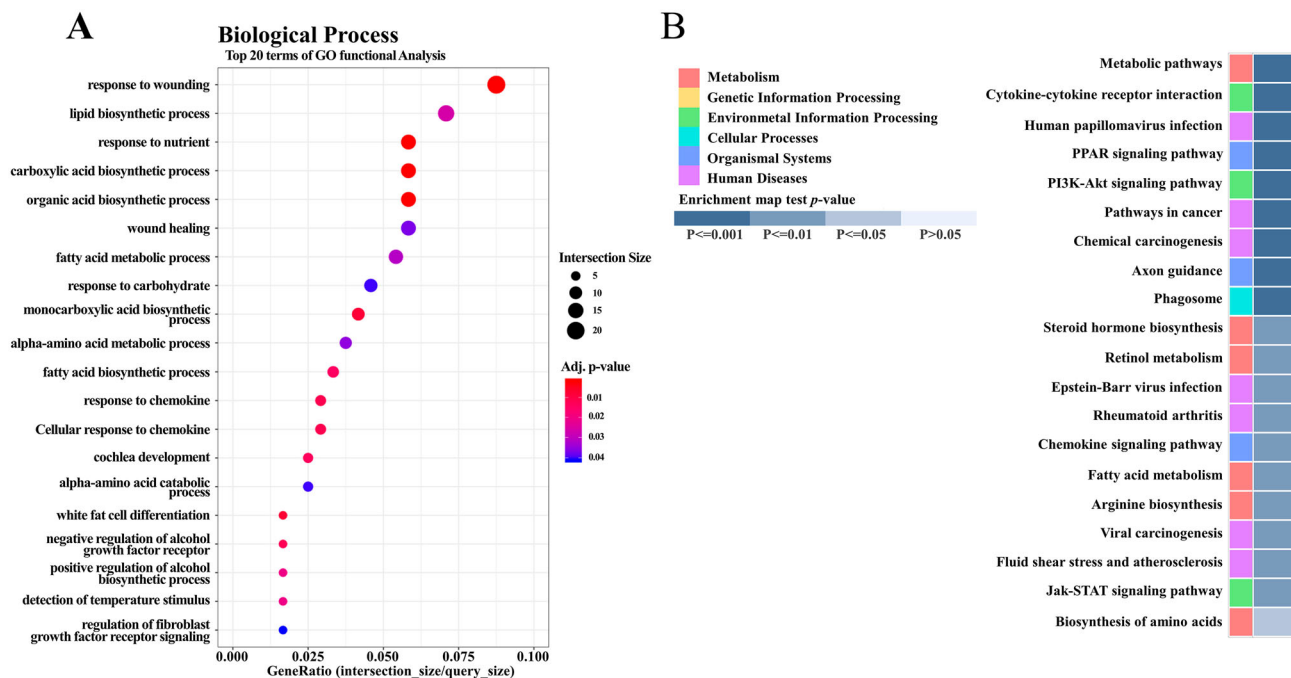 A
Biological Process
Top 20 terms of GO functional Analysis
response to wounding
lipid biosynthetic process
response to nutrient
carboxylic acid biosynthetic process
organic acid biosynthetic process
wound healing
fatty acid metabolic process
response to carbohydrate
monocarboxylic acid biosynthetic
process
alpha-amino acid metabolic process
fatty acid biosynthetic process
response to chemokine
Cellular response to chemokine
cochlea development
alpha-amino acid catabolic
process
white fat cell differentiation
negative regulation of alcohol
growth factor receptor
positive regulation of alcohol
biosynthetic process
detection of temperature stimulus
regulation of fibroblast
growth factor receptor signaling
0.000 0.025 0.050 0.075 0.100
GeneRatio (intersection_size/query_size)
Intersection Size
5
10
15
20
Adj. p-value
0.01
0.02
0.03
0.04
B
Metabolism
Genetic Information Processing
Environmetal Information Processing
Cellular Processes
Organismal Systems
Human Diseases
Enrichment map test p-value
P<=0.001 P<=0.01 P<=0.05 P>0.05
Metabolic pathways
Cytokine-cytokine receptor interaction
Human papillomavirus infection
PPAR signaling pathway
PI3K-Akt signaling pathway
Pathways in cancer
Chemical carcinogenesis
Axon guidance
Phagosome
Steroid hormone biosynthesis
Retinol metabolism
Epstein-Barr virus infection
Rheumatoid arthritis
Chemokine signaling pathway
Fatty acid metabolism
Arginine biosynthesis
Viral carcinogenesis
Fluid shear stress and atherosclerosis
Jak-STAT signaling pathway
Biosynthesis of amino acids